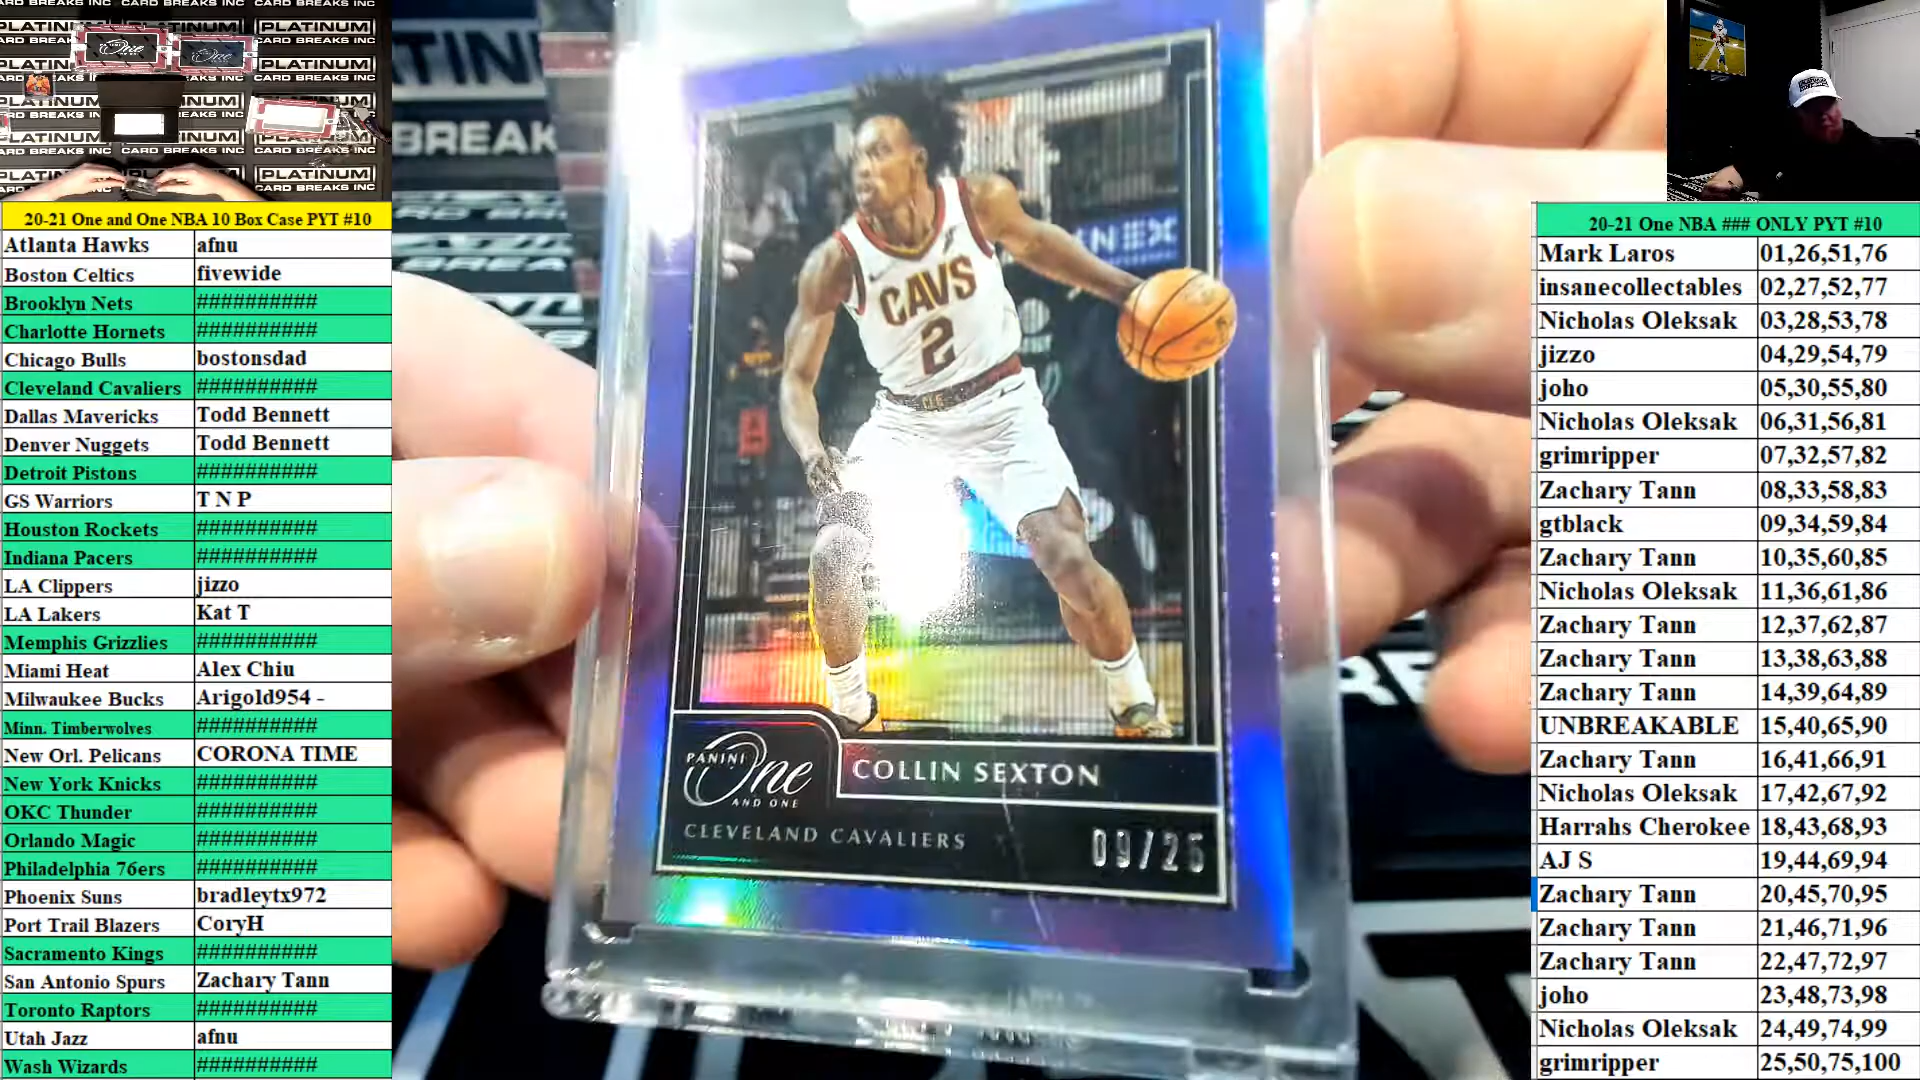 PLATINUM
CARD BREAKS INC
20-21 One and One NBA 10 Box Case PYT #10
Atlanta Hawks afnu
Boston Celtics fivewide
Brooklyn Nets ##########
Charlotte Hornets ##########
Chicago Bulls bostonsdad
Cleveland Cavaliers ##########
Dallas Mavericks Todd Bennett
Denver Nuggets Todd Bennett
Detroit Pistons ##########
GS Warriors T N P
Houston Rockets ##########
Indiana Pacers ##########
LA Clippers jizzo
LA Lakers Kat T
Memphis Grizzlies ##########
Miami Heat Alex Chiu
Milwaukee Bucks Arigold954 -
Minn. Timberwolves ##########
New Orl. Pelicans CORONA TIME
New York Knicks ##########
OKC Thunder ##########
Orlando Magic ##########
Philadelphia 76ers ##########
Phoenix Suns bradleytx972
Port Trail Blazers CoryH
Sacramento Kings ##########
San Antonio Spurs Zachary Tann
Toronto Raptors ##########
Utah Jazz afnu
Wash Wizards ##########
CAVS
2
PANINI
One
AND ONE
COLLIN SEXTON
CLEVELAND CAVALIERS
09/25
20-21 One NBA ### ONLY PYT #10
Mark Laros 01,26,51,76
insanecollectables 02,27,52,77
Nicholas Oleksak 03,28,53,78
jizzo 04,29,54,79
joho 05,30,55,80
Nicholas Oleksak 06,31,56,81
grimripper 07,32,57,82
Zachary Tann 08,33,58,83
gtblack 09,34,59,84
Zachary Tann 10,35,60,85
Nicholas Oleksak 11,36,61,86
Zachary Tann 12,37,62,87
Zachary Tann 13,38,63,88
Zachary Tann 14,39,64,89
UNBREAKABLE 15,40,65,90
Zachary Tann 16,41,66,91
Nicholas Oleksak 17,42,67,92
Harrahs Cherokee 18,43,68,93
AJ S 19,44,69,94
Zachary Tann 20,45,70,95
Zachary Tann 21,46,71,96
Zachary Tann 22,47,72,97
joho 23,48,73,98
Nicholas Oleksak 24,49,74,99
grimripper 25,50,75,100